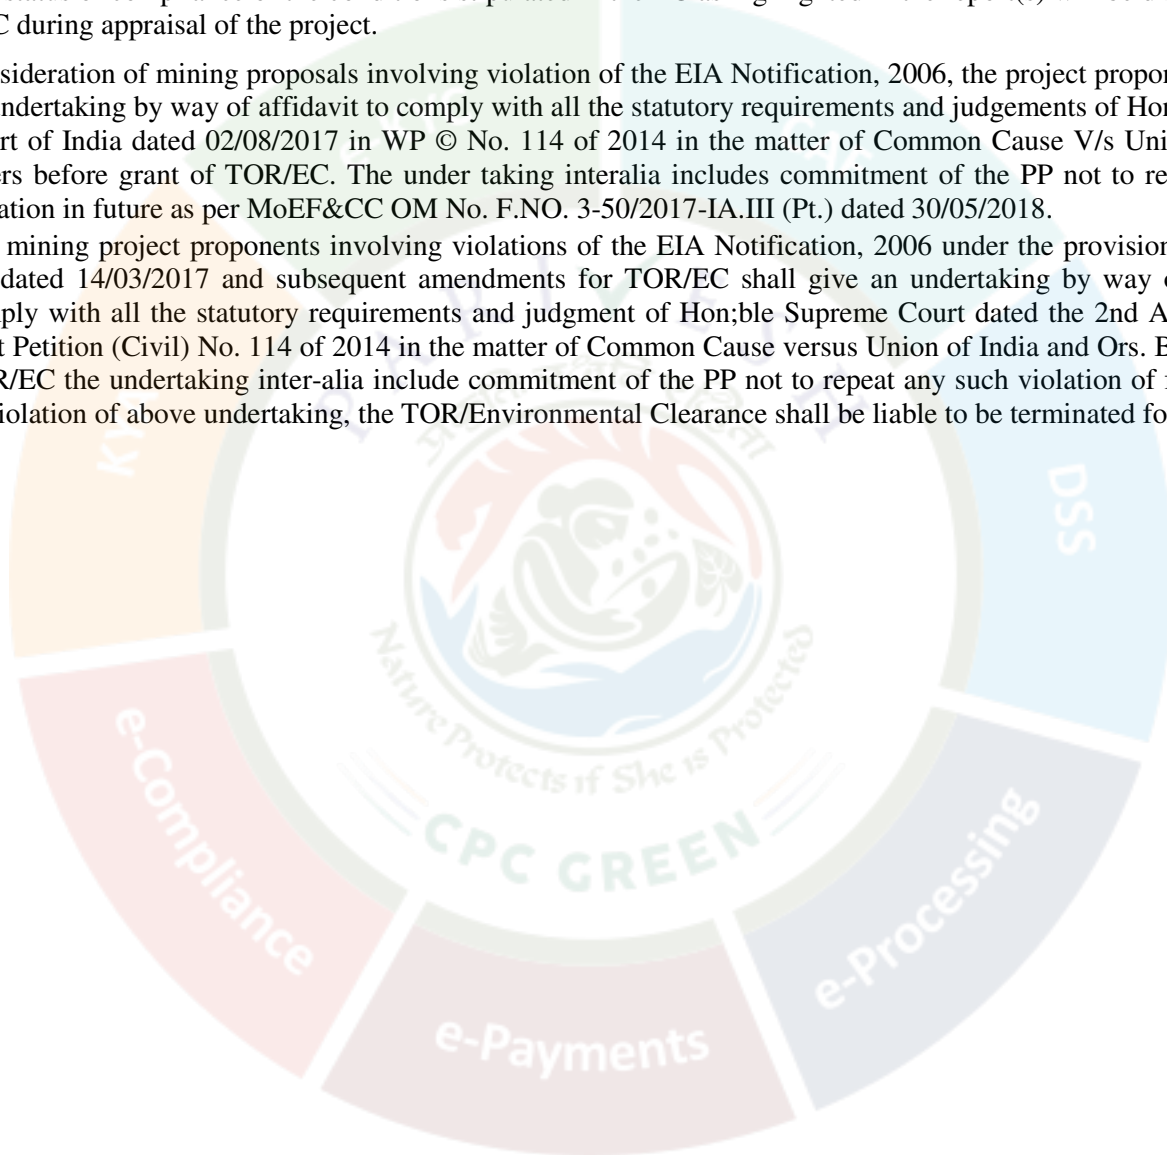 C during appraisal of the project.
sideration of mining proposals involving violation of the EIA Notification, 2006, the project propor
ndertaking by way of affidavit to comply with all the statutory requirements and judgements of Hon
rt of India dated 02/08/2017 in WP © No. 114 of 2014 in the matter of Common Cause V/s Uni
ers before grant of TOR/EC. The under taking interalia includes commitment of the PP not to re
ation in future as per MoEF&CC OM No. F.NO. 3-50/2017-IA.III (Pt.) dated 30/05/2018.
mining project proponents involving violations of the EIA Notification, 2006 under the provision
dated 14/03/2017 and subsequent amendments for TOR/EC shall give an undertaking by way o
ply with all the statutory requirements and judgment of Hon;ble Supreme Court dated the 2nd A
t Petition (Civil) No. 114 of 2014 in the matter of Common Cause versus Union of India and Ors. B
R/EC the undertaking inter-alia include commitment of the PP not to repeat any such violation of f
iolation of above undertaking, the TOR/Environmental Clearance shall be liable to be terminated fo
PARIVESH
DSS
Nature Protects if She is Protected
CPC GREEN
e-Compliance
e-Processing
e-Payments